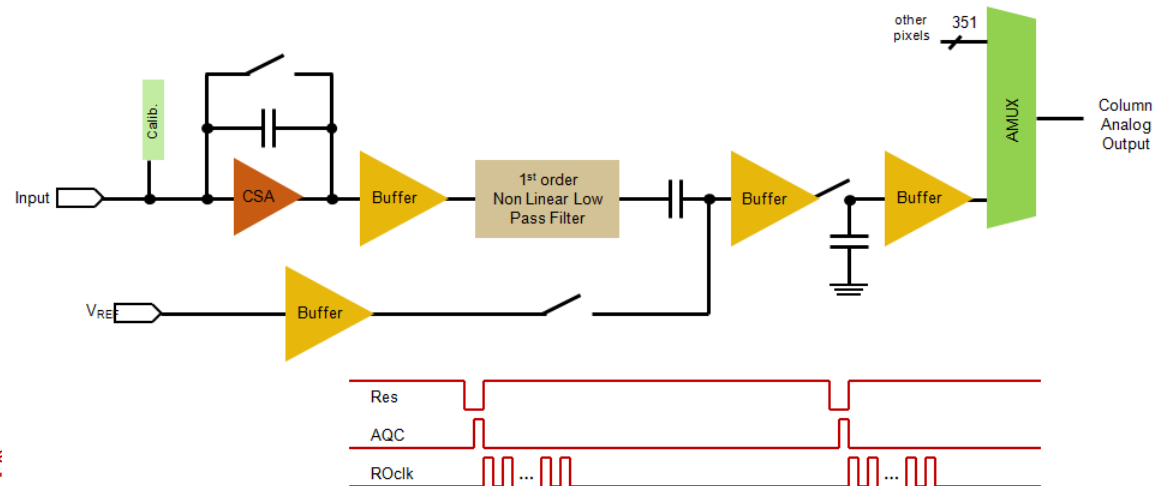 other
pixels
351
Calib.
AMUX
Column
Analog
Output
Input
CSA
Buffer
1st order
Non Linear Low
Pass Filter
Buffer
Buffer
VREF
Buffer
Res
AQC
ROclk
...
...